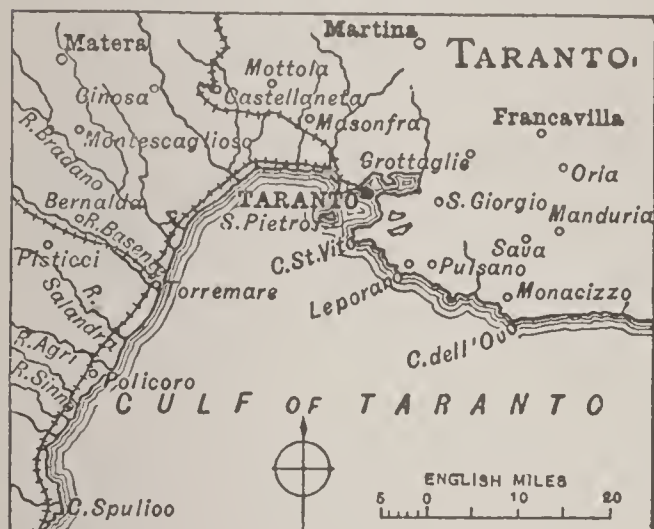 Martina
TARANTO.
Matera
Mottola
Ginosa
Castellaneta
Francavilla
Masonfra
Montescaglioso
R. Bradano
Grottaglie
Oria
Bernalda
TARANTO
S. Giorgio
R. Basento
S. Pietro
Manduria
Pisticci
C. St. Vito
Sava
Pulsano
R. Salandra
Torremare
Leporan
Monacizzo
R. Agri
C. dell'Ovo
R. Sinn
Policoro
GULF OF TARANTO
C. Spulico
ENGLISH MILES
5 0 10 20